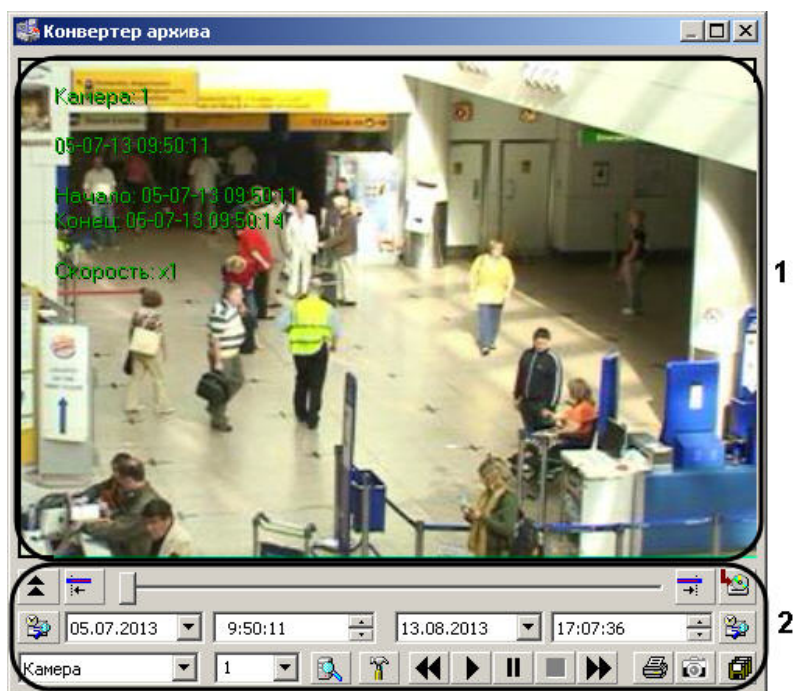 Конвертер архива
Камера: 1
05-07-13 09:50:11
Начало: 05-07-13 09:50:11
Конец: 05-07-13 09:50:14
Скорость: x1
1
05.07.2013
9:50:11
13.08.2013
17:07:36
2
Камера
1